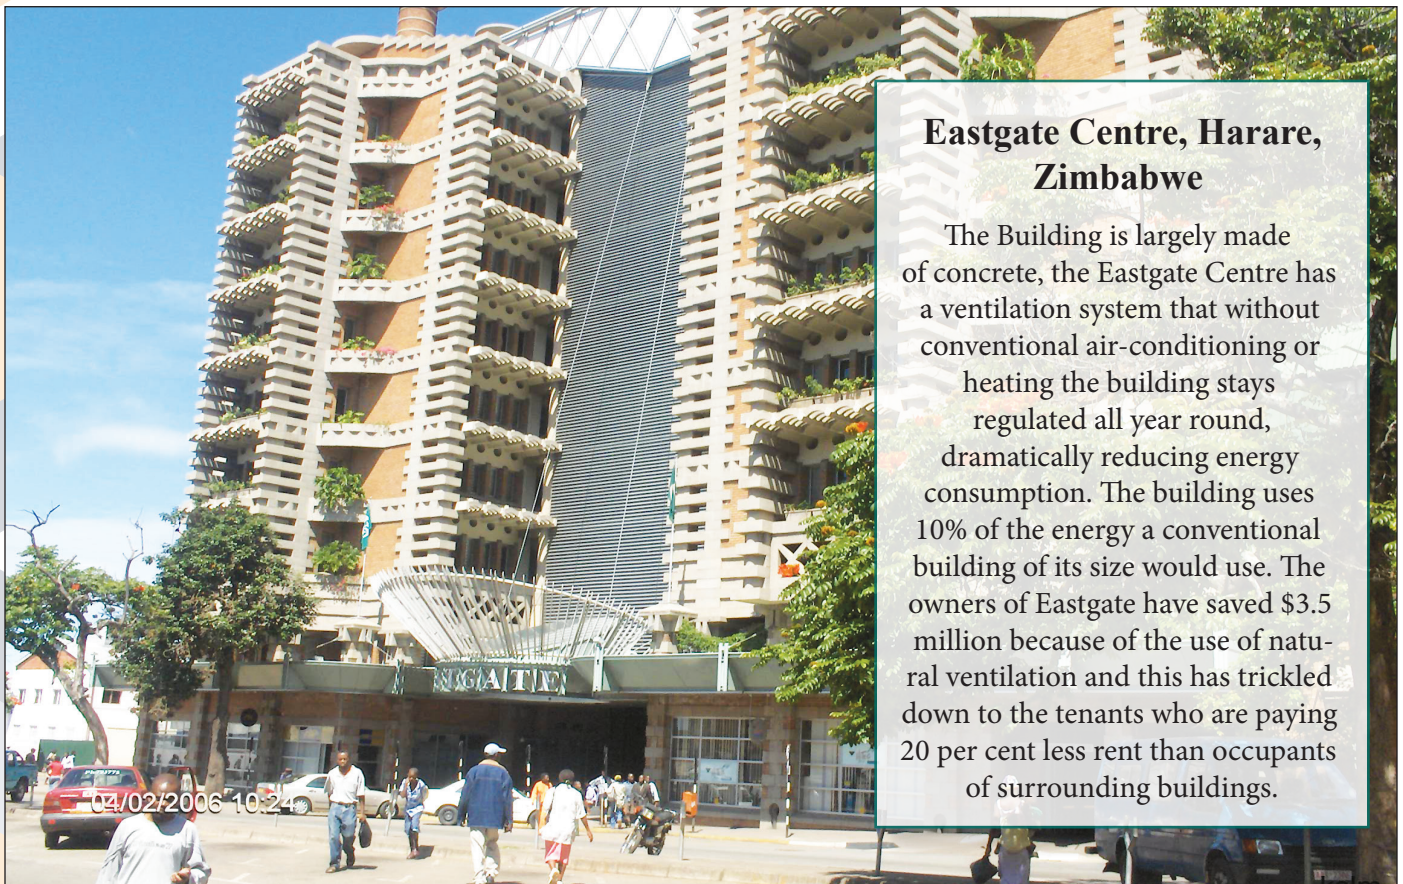 Eastgate Centre, Harare,
Zimbabwe
The Building is largely made
of concrete, the Eastgate Centre has
a ventilation system that without
conventional air-conditioning or
heating the building stays
regulated all year round,
dramatically reducing energy
consumption. The building uses
10% of the energy a conventional
building of its size would use. The
owners of Eastgate have saved $3.5
million because of the use of natu-
ral ventilation and this has trickled
down to the tenants who are paying
20 per cent less rent than occupants
of surrounding buildings.
GATE
04/02/2006 10:24